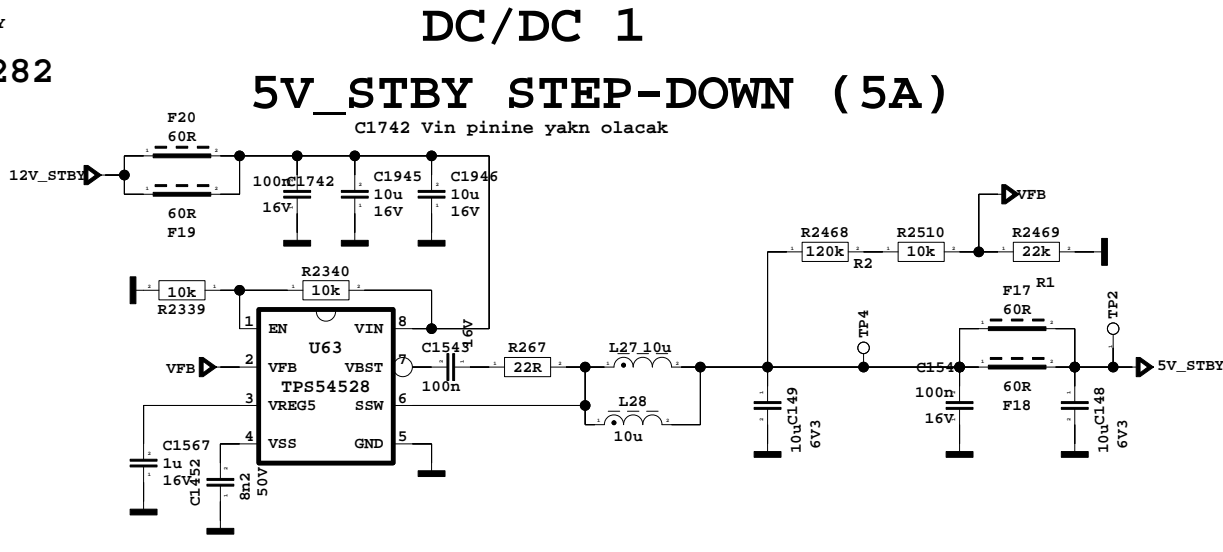 Y
282
DC/DC 1
5V_STBY STEP-DOWN (5A)
C1742 Vin pinine yakn olacak
F20
60R
12V_STBY
60R
F19
100n
C1742
16V
C1945
10u
16V
C1946
10u
16V
R2340
10k
10k
R2339
1 EN
VIN 8
U63
VFB
2 VFB
VBST 7
TPS54528
3 VREG5
SSW 6
4 VSS
GND 5
C1567
1u
16V
C1452
8n2
50V
C1543
16V
100n
R267
22R
L27 10u
L28
10u
VFB
R2468
120k
R2
R2510
10k
R2469
22k
R1
F17
60R
TP4
TP2
C154
100n
16V
60R
F18
5V_STBY
C149
10u
6V3
C148
10u
6V3